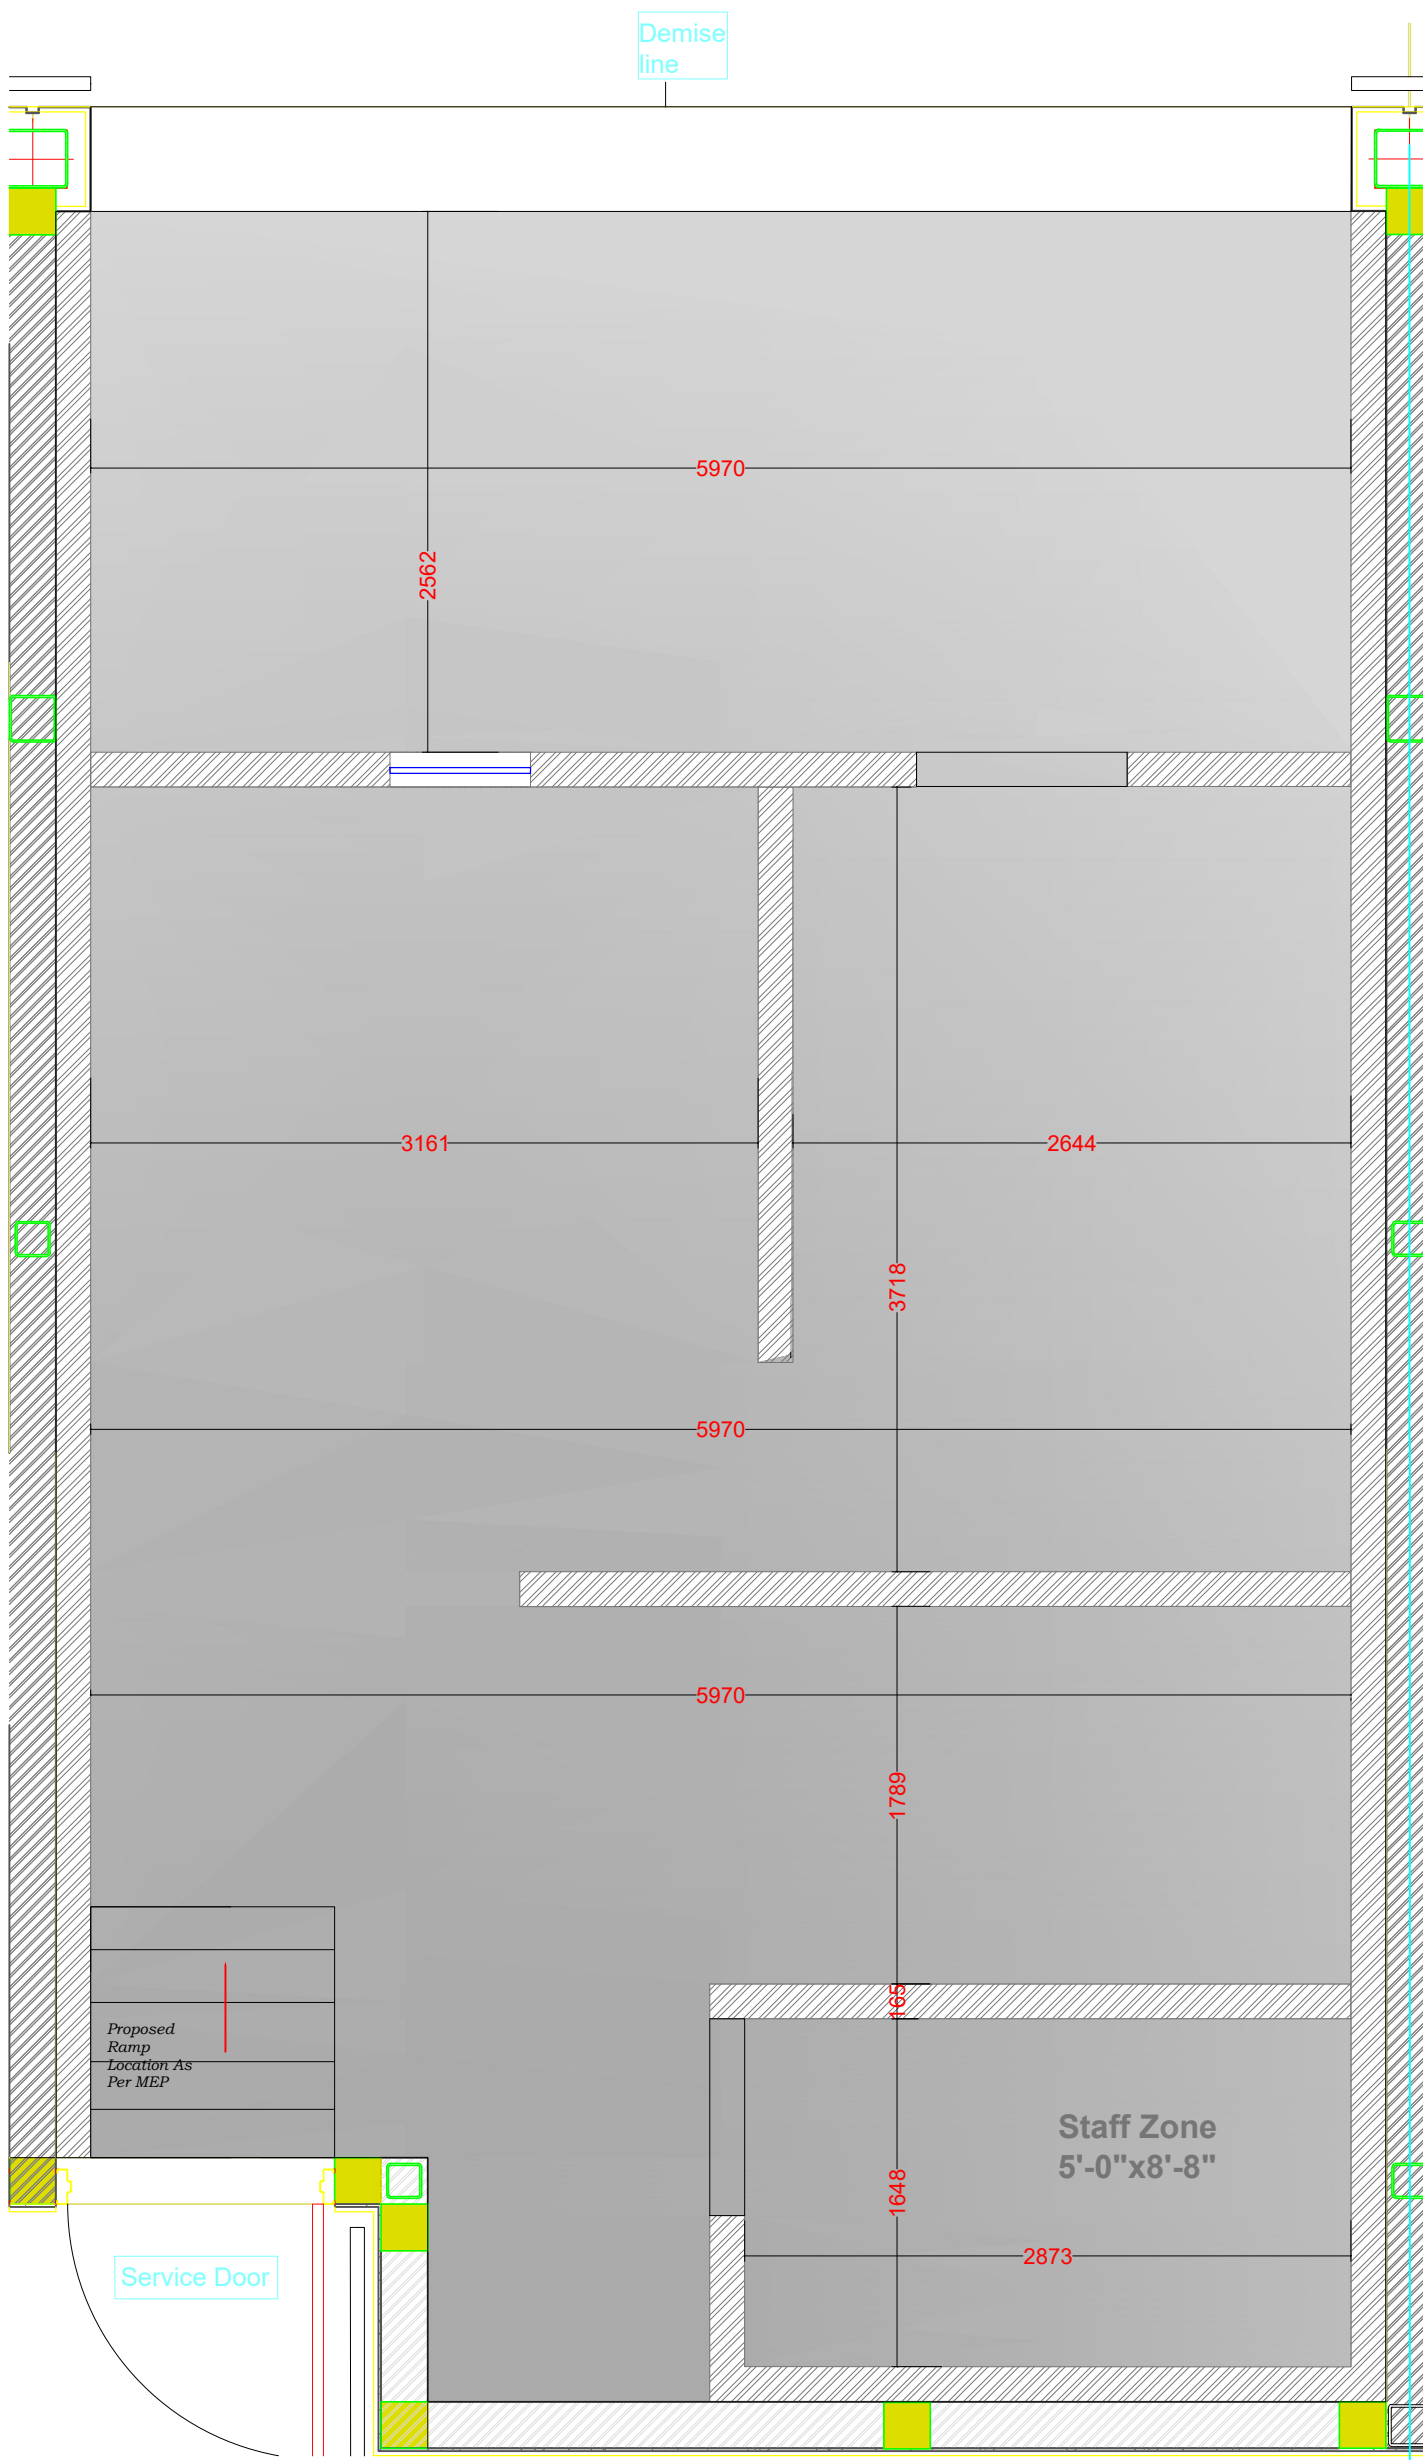 Demise
line
5970
2562
3161
2644
3718
5970
5970
1789
165
Proposed
Ramp
Location As
Per MEP
Staff Zone
5'-0"x8'-8"
1648
2873
Service Door